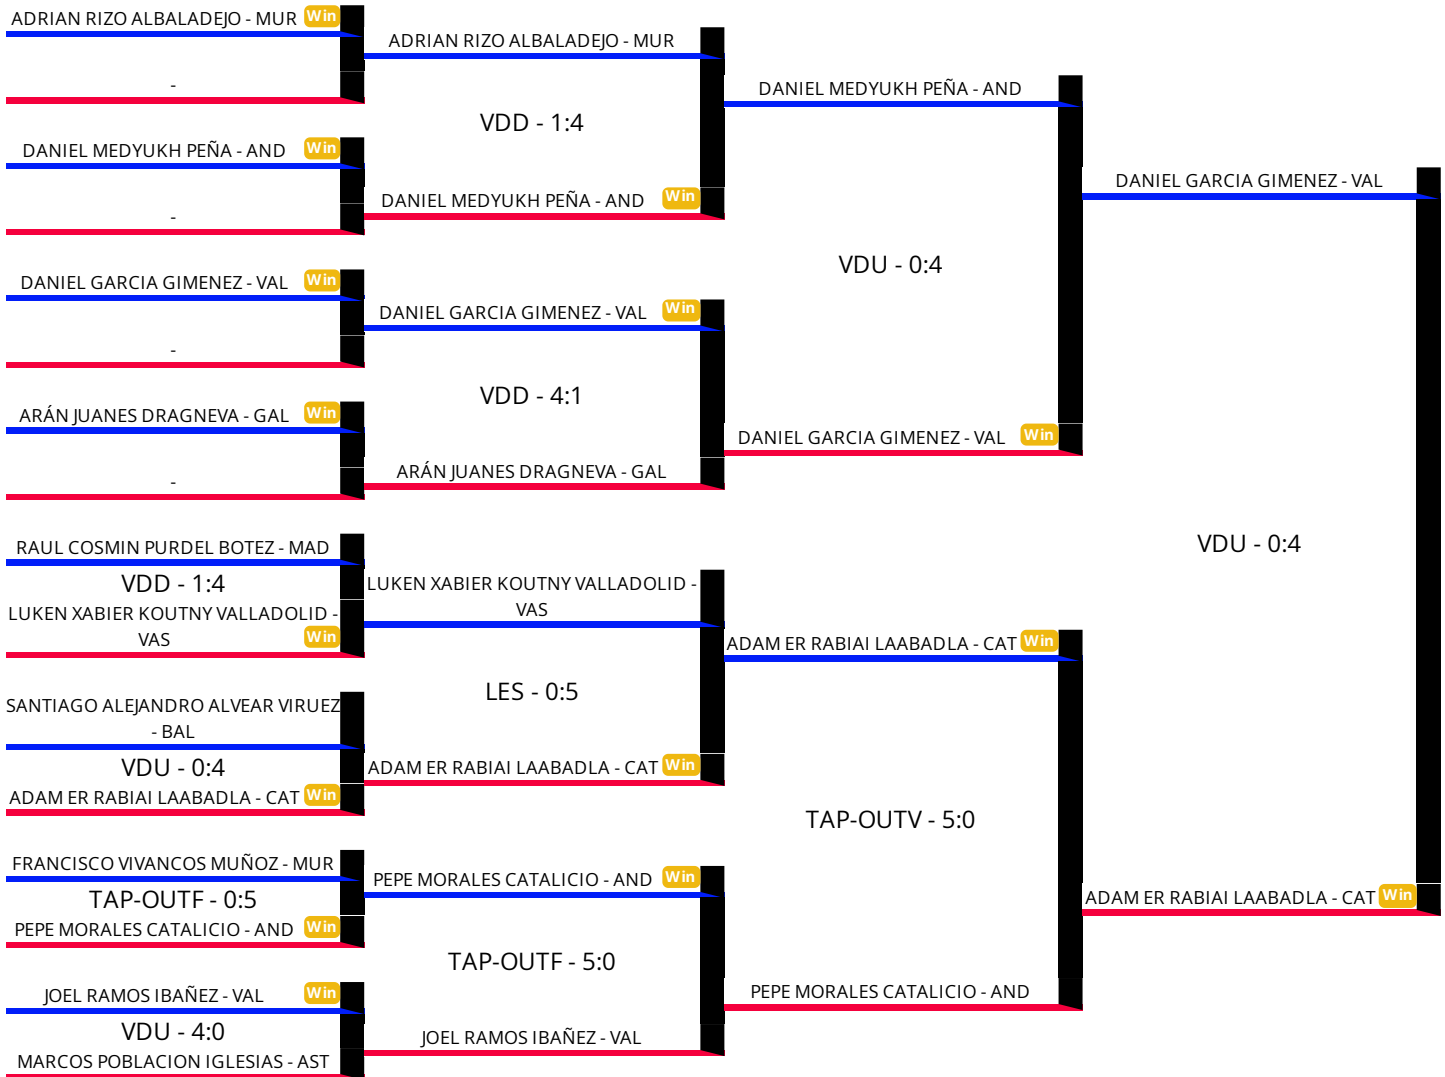 ADRIAN RIZO ALBALADEJO - MUR Win
-
DANIEL MEDYUKH PEÑA - AND Win
-
DANIEL GARCIA GIMENEZ - VAL Win
-
ARÁN JUANES DRAGNEVA - GAL Win
-
RAUL COSMIN PURDEL BOTEZ - MAD
VDD - 1:4
LUKEN XABIER KOUTNY VALLADOLID -
VAS Win
SANTIAGO ALEJANDRO ALVEAR VIRUEZ
- BAL
VDU - 0:4
ADAM ER RABIAI LAABADLA - CAT Win
FRANCISCO VIVANCOS MUÑOZ - MUR
TAP-OUTF - 0:5
PEPE MORALES CATALICIO - AND Win
JOEL RAMOS IBAÑEZ - VAL Win
VDU - 4:0
MARCOS POBLACION IGLESIAS - AST
ADRIAN RIZO ALBALADEJO - MUR
VDD - 1:4
DANIEL MEDYUKH PEÑA - AND Win
DANIEL GARCIA GIMENEZ - VAL Win
VDD - 4:1
ARÁN JUANES DRAGNEVA - GAL
LUKEN XABIER KOUTNY VALLADOLID -
VAS
LES - 0:5
ADAM ER RABIAI LAABADLA - CAT Win
PEPE MORALES CATALICIO - AND Win
TAP-OUTF - 5:0
JOEL RAMOS IBAÑEZ - VAL
DANIEL MEDYUKH PEÑA - AND
VDU - 0:4
DANIEL GARCIA GIMENEZ - VAL Win
ADAM ER RABIAI LAABADLA - CAT Win
TAP-OUTV - 5:0
PEPE MORALES CATALICIO - AND
DANIEL GARCIA GIMENEZ - VAL
VDU - 0:4
ADAM ER RABIAI LAABADLA - CAT Win